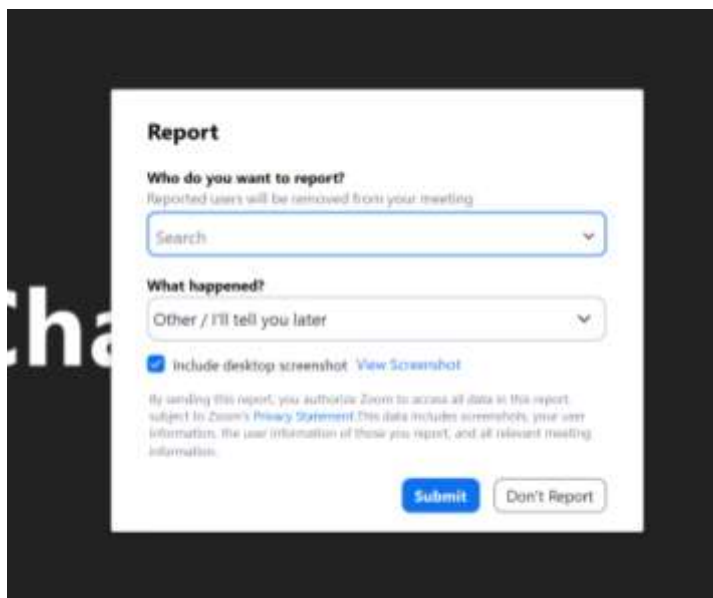 Report
Who do you want to report?
Reported users will be removed from your meeting
Search
What happened?
Cha
Other / I'll tell you later
Include desktop screenshot View Screenshot
By sending this report, you authorize Zoom to access all data in this report
subject to Zoom's Privacy Statement.This data includes screenshots, your user
information, the user information of those you report, and all relevant meeting
information.
Submit Don't Report